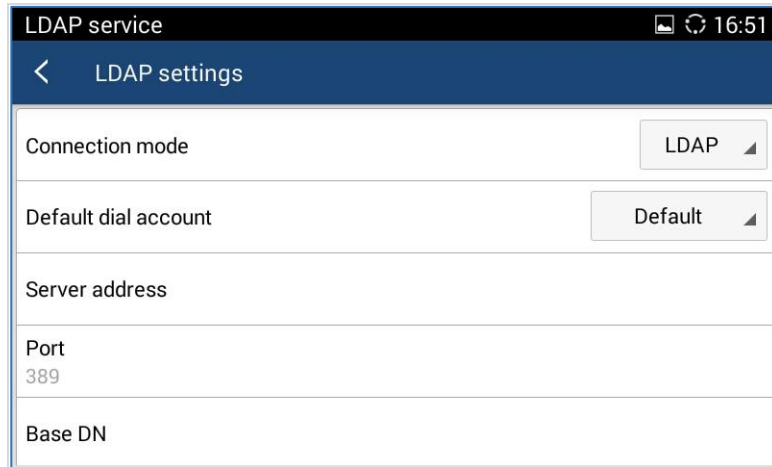 LDAP service 16:51
LDAP settings
Connection mode LDAP
Default dial account Default
Server address
Port
389
Base DN